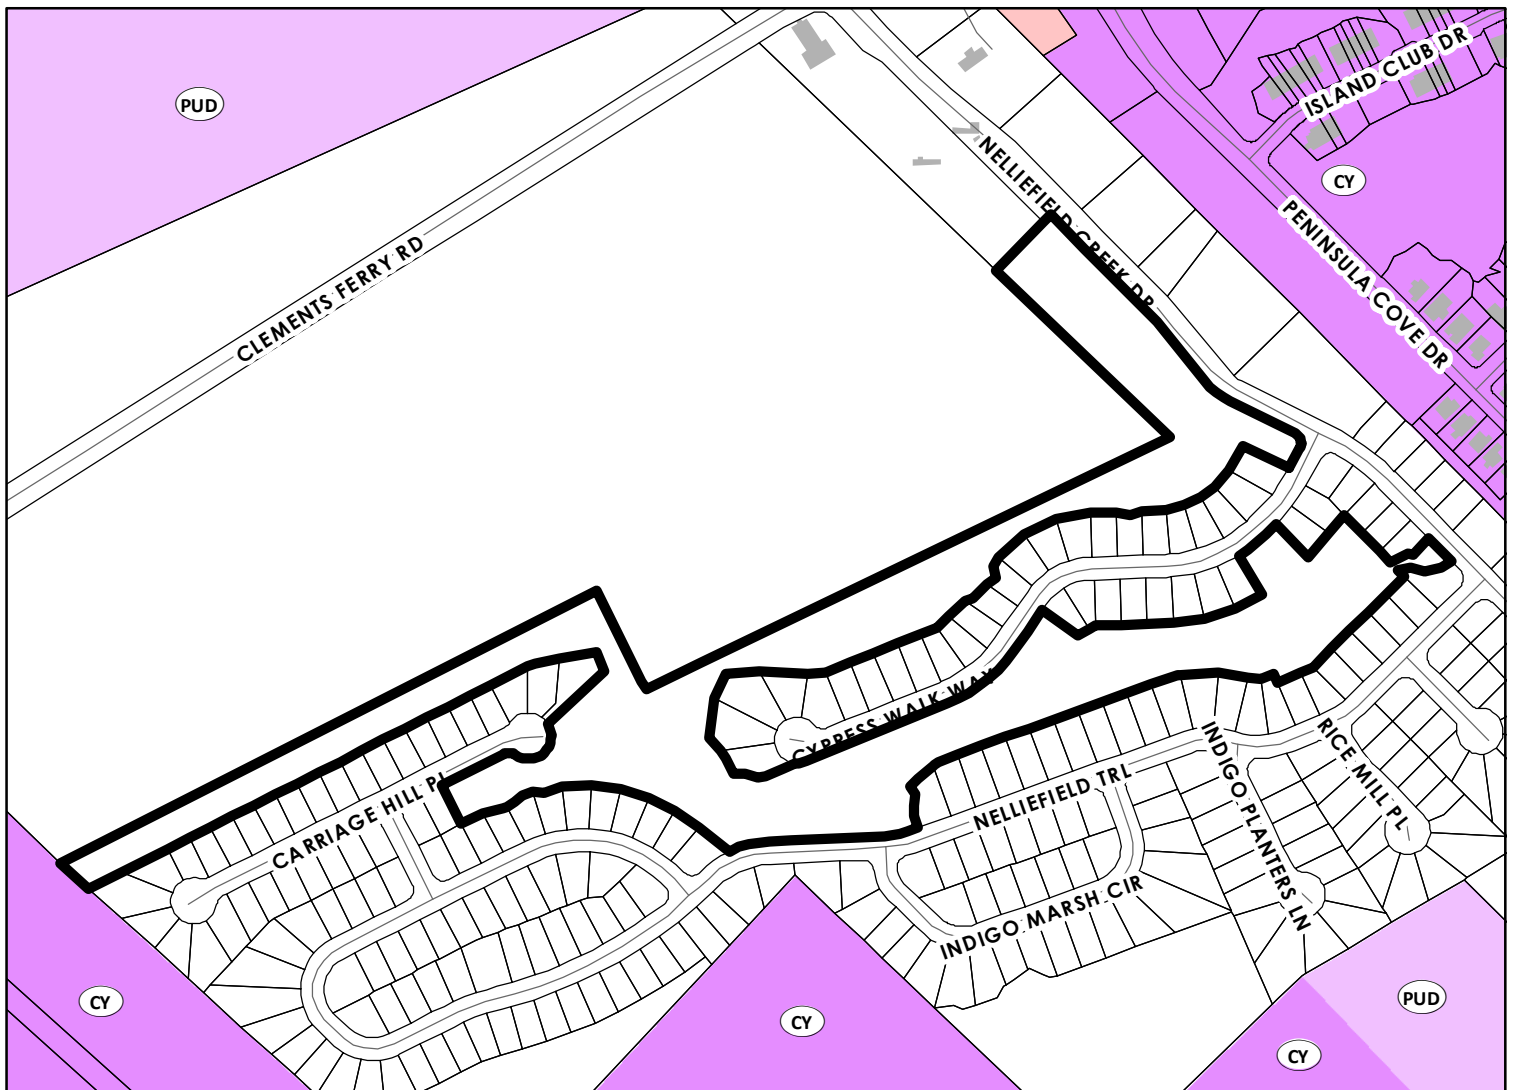 PUD
ISLAND CLUB DR
NELLIEFIELD CREEK DR
CY
PENINSULA COVE DR
CLEMENTS FERRY RD
CYPRESS WALK WAY
CARRIAGE HILL PL
NELLIEFIELD TRL
INDIGO PLANTERS LN
RICE MILL PL
INDIGO MARSH CIR
CY
CY
PUD
CY